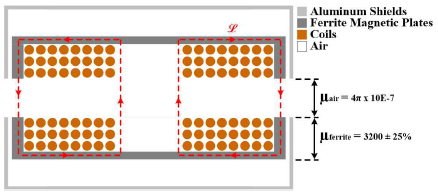 Aluminum Shields
Ferrite Magnetic Plates
Coils
Air
ℒ
μair = 4π x 10E-7
μferrite = 3200 ± 25%